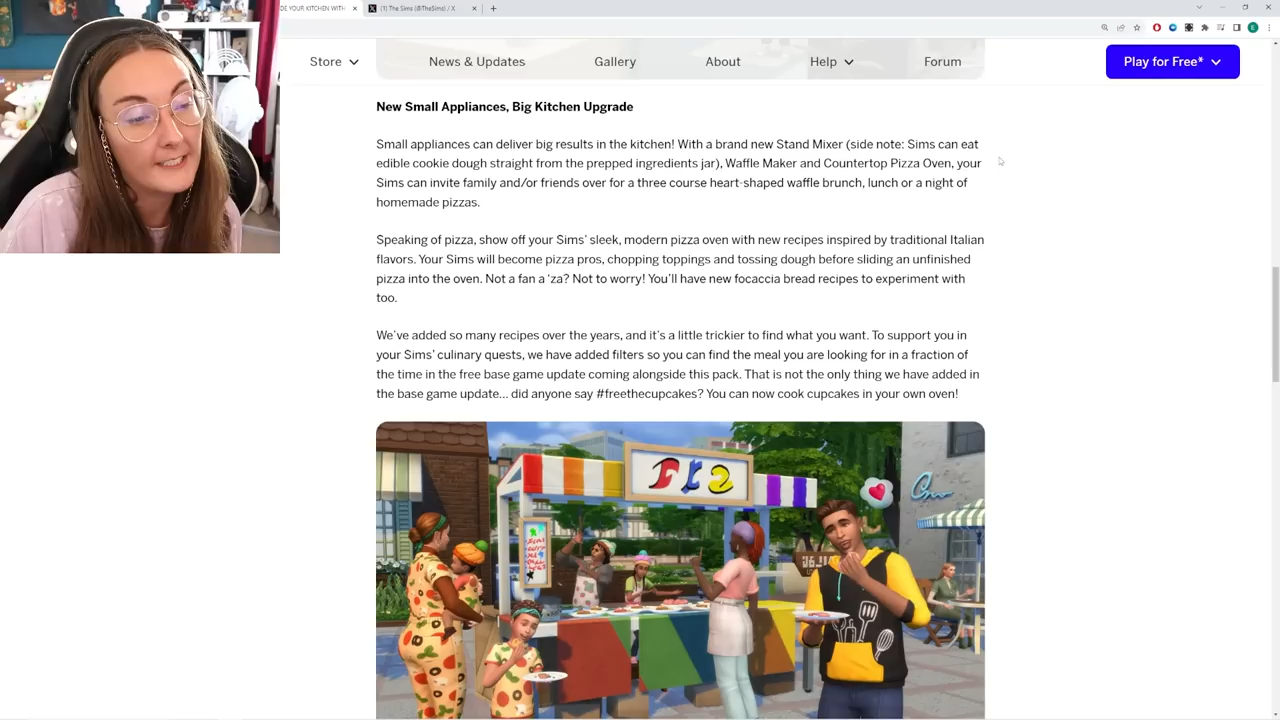 DE YOUR KITCHEN WITH
(1) The Sims (@TheSims) / X
Store
News & Updates
Gallery
About
Help
Forum
Play for Free*
New Small Appliances, Big Kitchen Upgrade
Small appliances can deliver big results in the kitchen! With a brand new Stand Mixer (side note: Sims can eat
edible cookie dough straight from the prepped ingredients jar), Waffle Maker and Countertop Pizza Oven, your
Sims can invite family and/or friends over for a three course heart-shaped waffle brunch, lunch or a night of
homemade pizzas.
Speaking of pizza, show off your Sims’ sleek, modern pizza oven with new recipes inspired by traditional Italian
flavors. Your Sims will become pizza pros, chopping toppings and tossing dough before sliding an unfinished
pizza into the oven. Not a fan a ‘za? Not to worry! You’ll have new focaccia bread recipes to experiment with
too.
We’ve added so many recipes over the years, and it’s a little trickier to find what you want. To support you in
your Sims’ culinary quests, we have added filters so you can find the meal you are looking for in a fraction of
the time in the free base game update coming alongside this pack. That is not the only thing we have added in
the base game update... did anyone say #freethecupcakes? You can now cook cupcakes in your own oven!